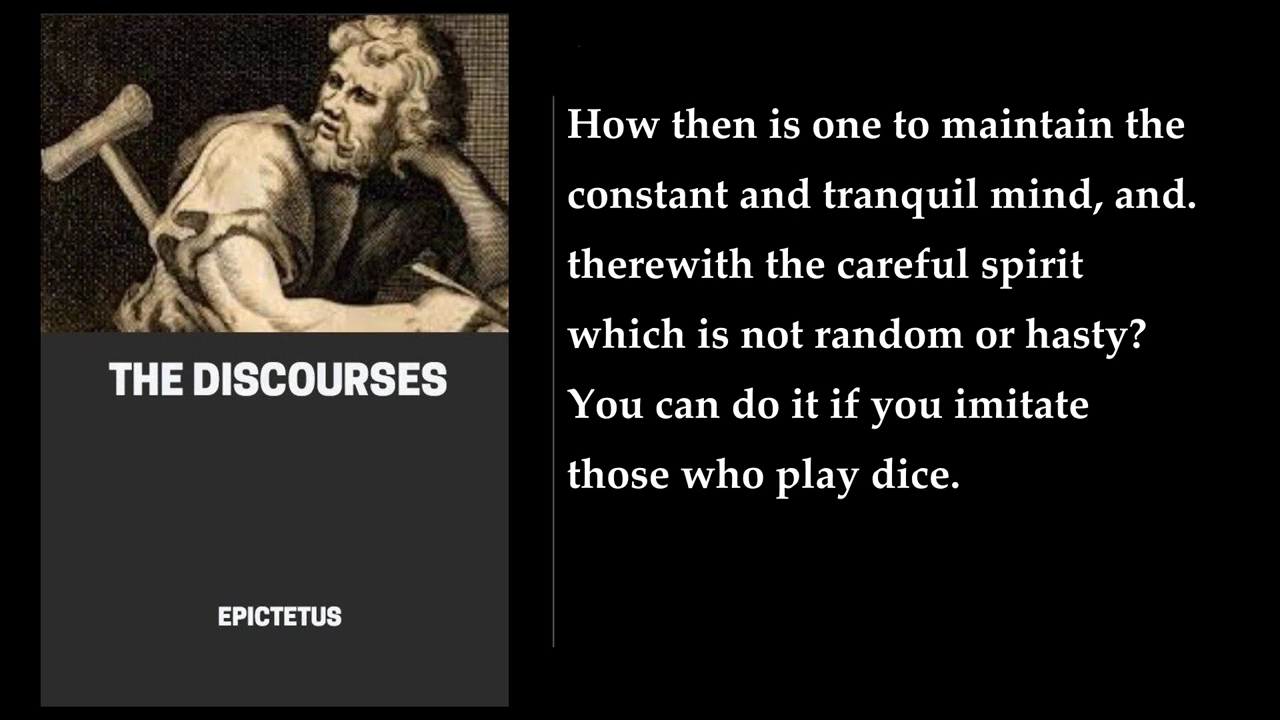 THE DISCOURSES
EPICTETUS
How then is one to maintain the
constant and tranquil mind, and.
therewith the careful spirit
which is not random or hasty?
You can do it if you imitate
those who play dice.